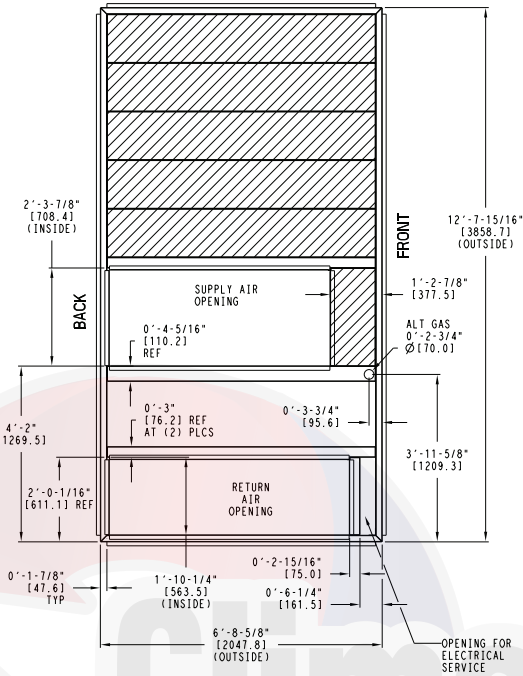 2'-3-7/8"
[708.4]
(INSIDE)
BACK
FRONT
12'-7-15/16"
[3858.7]
(OUTSIDE)
SUPPLY AIR
OPENING
1'-2-7/8"
[377.5]
0'-4-5/16"
[110.2]
REF
ALT GAS
0'-2-3/4"
Ø[70.0]
4'-2"
1269.5]
0'-3"
[76.2] REF
AT (2) PLCS
0'-3-3/4"
[95.6]
3'-11-5/8"
[1209.3]
2'-0-1/16"
[611.1] REF
RETURN
AIR
OPENING
0'-1-7/8"
[47.6]
TYP
1'-10-1/4"
[563.5]
(INSIDE)
0'-2-15/16"
[75.0]
0'-6-1/4"
[161.5]
6'-8-5/8"
[2047.8]
(OUTSIDE)
OPENING FOR
ELECTRICAL
SERVICE